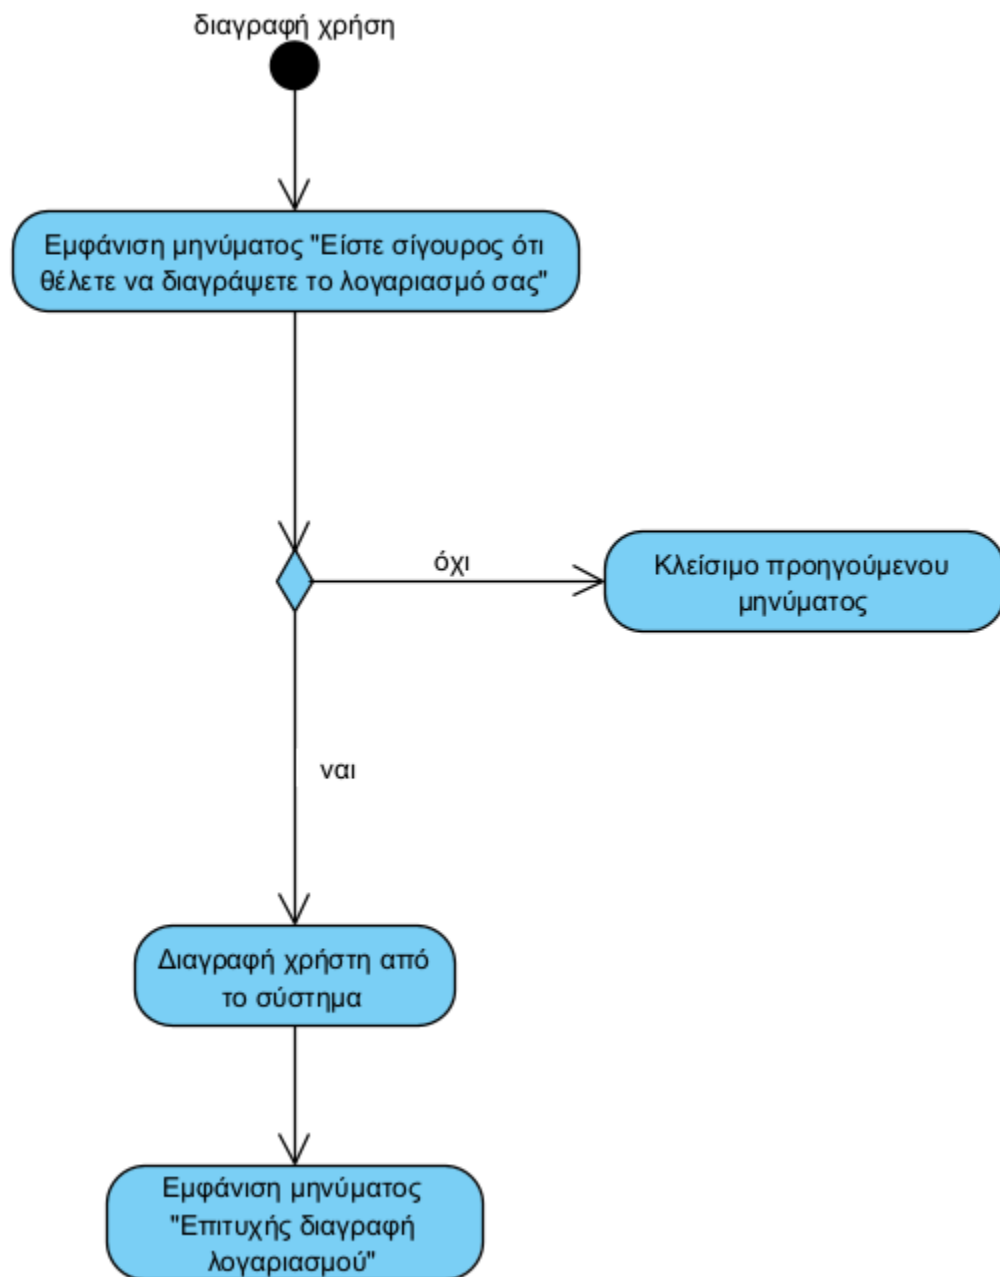 διαγραφή χρήση
Εμφάνιση μηνύματος "Είστε σίγουρος ότι
θέλετε να διαγράψετε το λογαριασμό σας"
όχι
Κλείσιμο προηγούμενου
μηνύματος
ναι
Διαγραφή χρήστη από
το σύστημα
Εμφάνιση μηνύματος
"Επιτυχής διαγραφή
λογαριασμού"